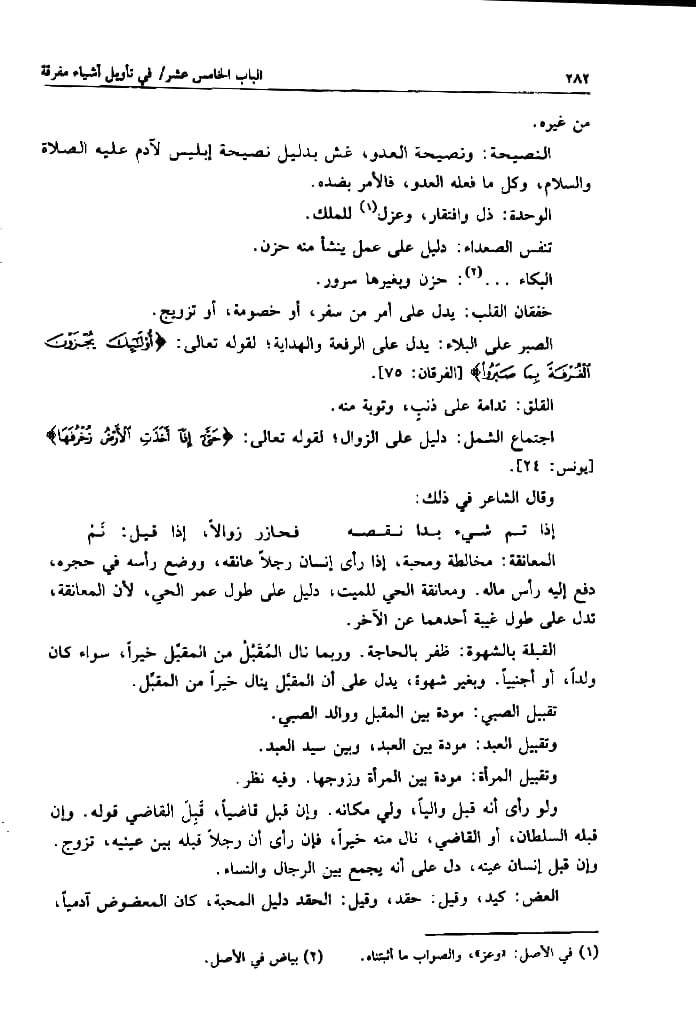 ٢٨٢ الباب الخامس عشر/ في تأويل أشياء مفرقة
من غيره.
النصيحة: ونصيحة العدو، غش بدليل نصيحة إبليس لآدم عليه الصلاة
والسلام، وكل ما فعله العدو، فالأمر بضده.
الوحدة: ذل وافتقار، وعزل(١) للملك.
تنفس الصعداء: دليل على عمل ينشأ منه حزن.
البكاء ...(٢): حزن وبغيرها سرور.
خفقان القلب: يدل على أمر من سفر، أو خصومة، أو تزويج.
الصبر على البلاء: يدل على الرفعة والهداية؛ لقوله تعالى: ﴿أُوْلَٰٓئِكَ يُجْزَوْنَ
ٱلْغُرْفَةَ بِمَا صَبَرُواْ﴾ [الفرقان: ٧٥].
القلق: ندامة على ذنبٍ، وتوبة منه.
اجتماع الشمل: دليل على الزوال؛ لقوله تعالى: ﴿حَتَّىٰٓ إِذَآ أَخَذَتِ ٱلْأَرْضُ زُخْرُفَهَا﴾
[يونس: ٢٤].
وقال الشاعر في ذلك:
إذا تم شيء بدا نقصه فحازر زوالاً، إذا قيل: نَمْ
المعانقة: مخالطة ومحبة، إذا رأى إنسان رجلاً عانقه، ووضع رأسه في حجره،
دفع إليه رأس ماله. ومعانقة الحي للميت، دليل على طول عمر الحي، لأن المعانقة،
تدل على طول غيبة أحدهما عن الآخر.
القبلة بالشهوة: ظفر بالحاجة. وربما نال المُقَبَلْ من المقبِّل خيراً، سواء كان
ولداً، أو أجنبياً. وبغير شهوة، يدل على أن المقبِّل ينال خيراً من المقبَّل.
تقبيل الصبي: مودة بين المقبل ووالد الصبي.
وتقبيل العبد: مودة بين العبد، وبين سيد العبد.
وتقبيل المرأة: مودة بين المرأة وزوجها. وفيه نظر.
ولو رأى أنه قبل والياً، ولي مكانه. وإن قبل قاضياً، قَبِلَ القاضي قوله. وإن
قبله السلطان، أو القاضي، نال منه خيراً، فإن رأى أن رجلاً قبله بين عينيه، تزوج.
وإن قبل إنسان عينه، دل على أنه يجمع بين الرجال والنساء.
العض: كيد، وقيل: حقد، وقيل: الحقد دليل المحبة، كان المعضوض آدمياً،
(١) في الأصل: «وعز»، والصواب ما أثبتناه. (٢) بياض في الأصل.